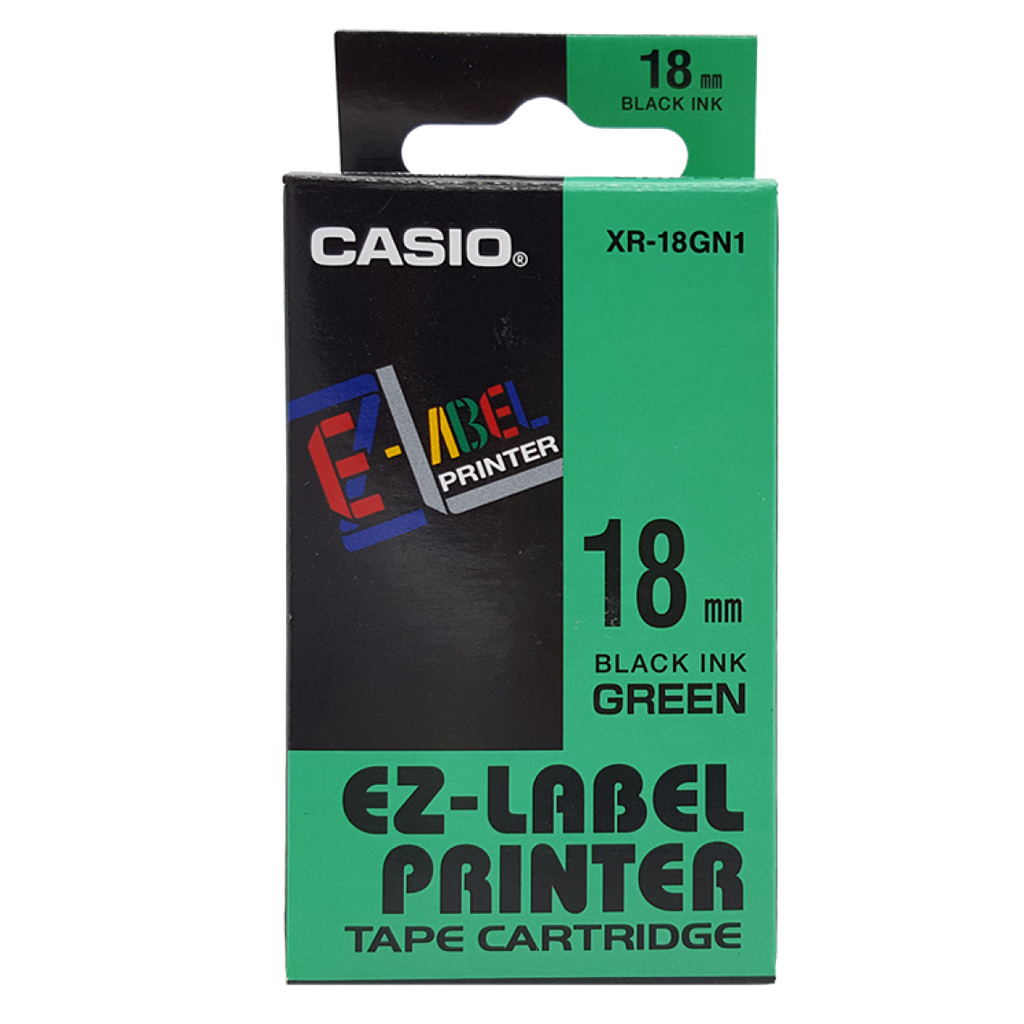 18 mm
BLACK INK
CASIO®
XR-18GN1
EZ-LABEL
PRINTER
18 mm
BLACK INK
GREEN
EZ-LABEL
PRINTER
TAPE CARTRIDGE